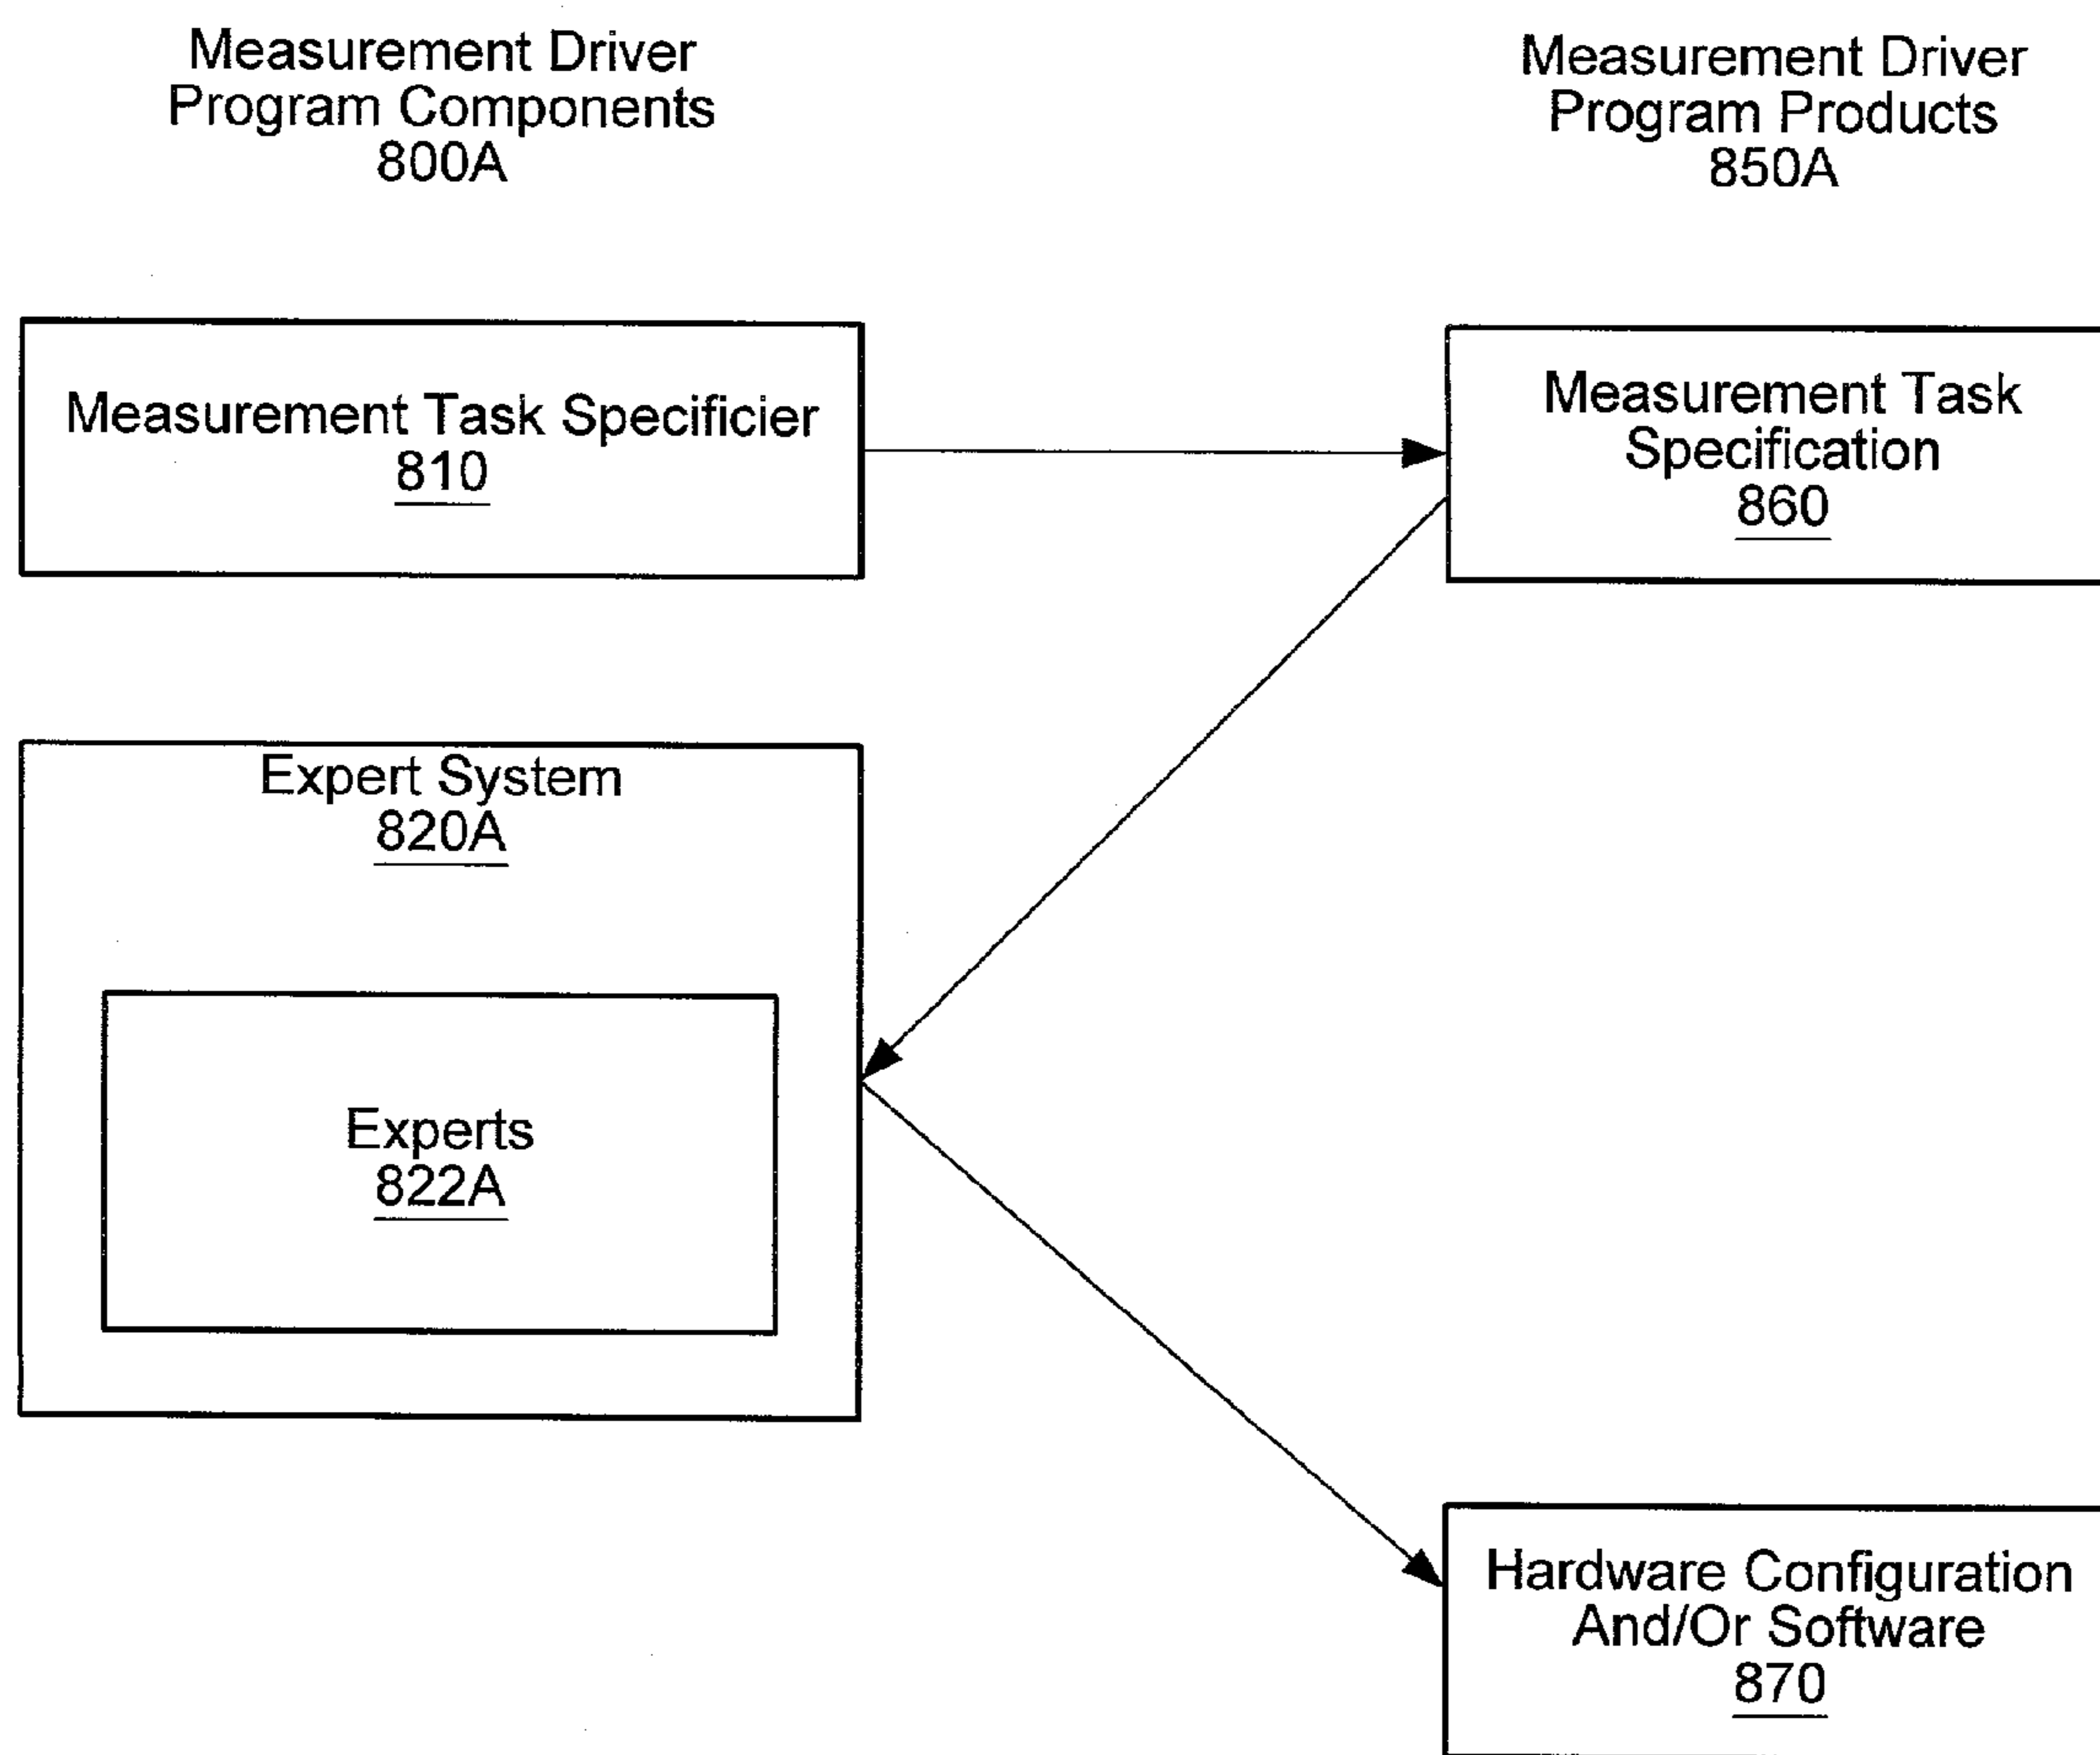 Measurement Driver
Program Components
800A
Measurement Driver
Program Products
850A
Measurement Task Specificier
810
Measurement Task
Specification
860
Expert System
820A
Experts
822A
Hardware Configuration
And/Or Software
870